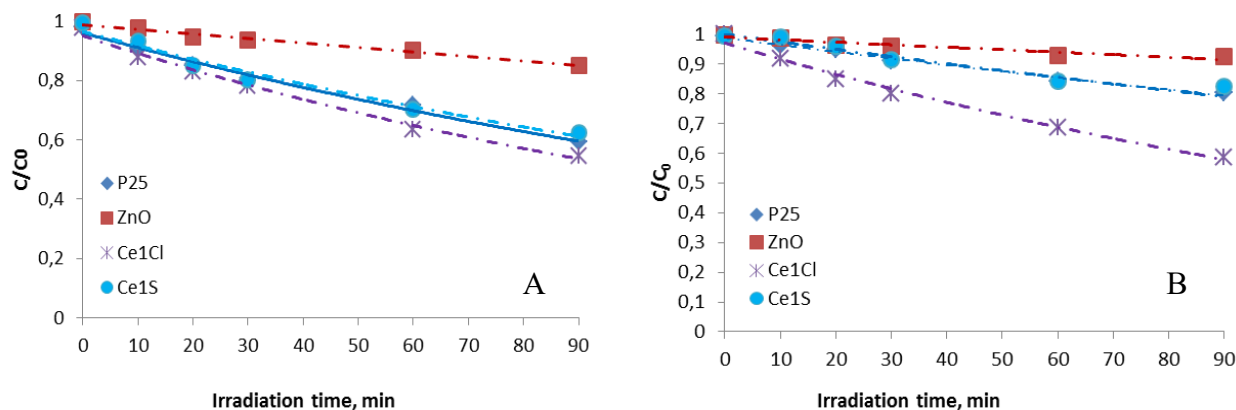 C/C0
1
0,8
0,6
0,4
0,2
0
P25
ZnO
Ce1Cl
Ce1S
A
0 10 20 30 40 50 60 70 80 90
Irradiation time, min
C/C₀
1
0,9
0,8
0,7
0,6
0,5
0,4
0,3
0,2
0,1
0
P25
ZnO
Ce1Cl
Ce1S
B
0 10 20 30 40 50 60 70 80 90
Irradiation time, min